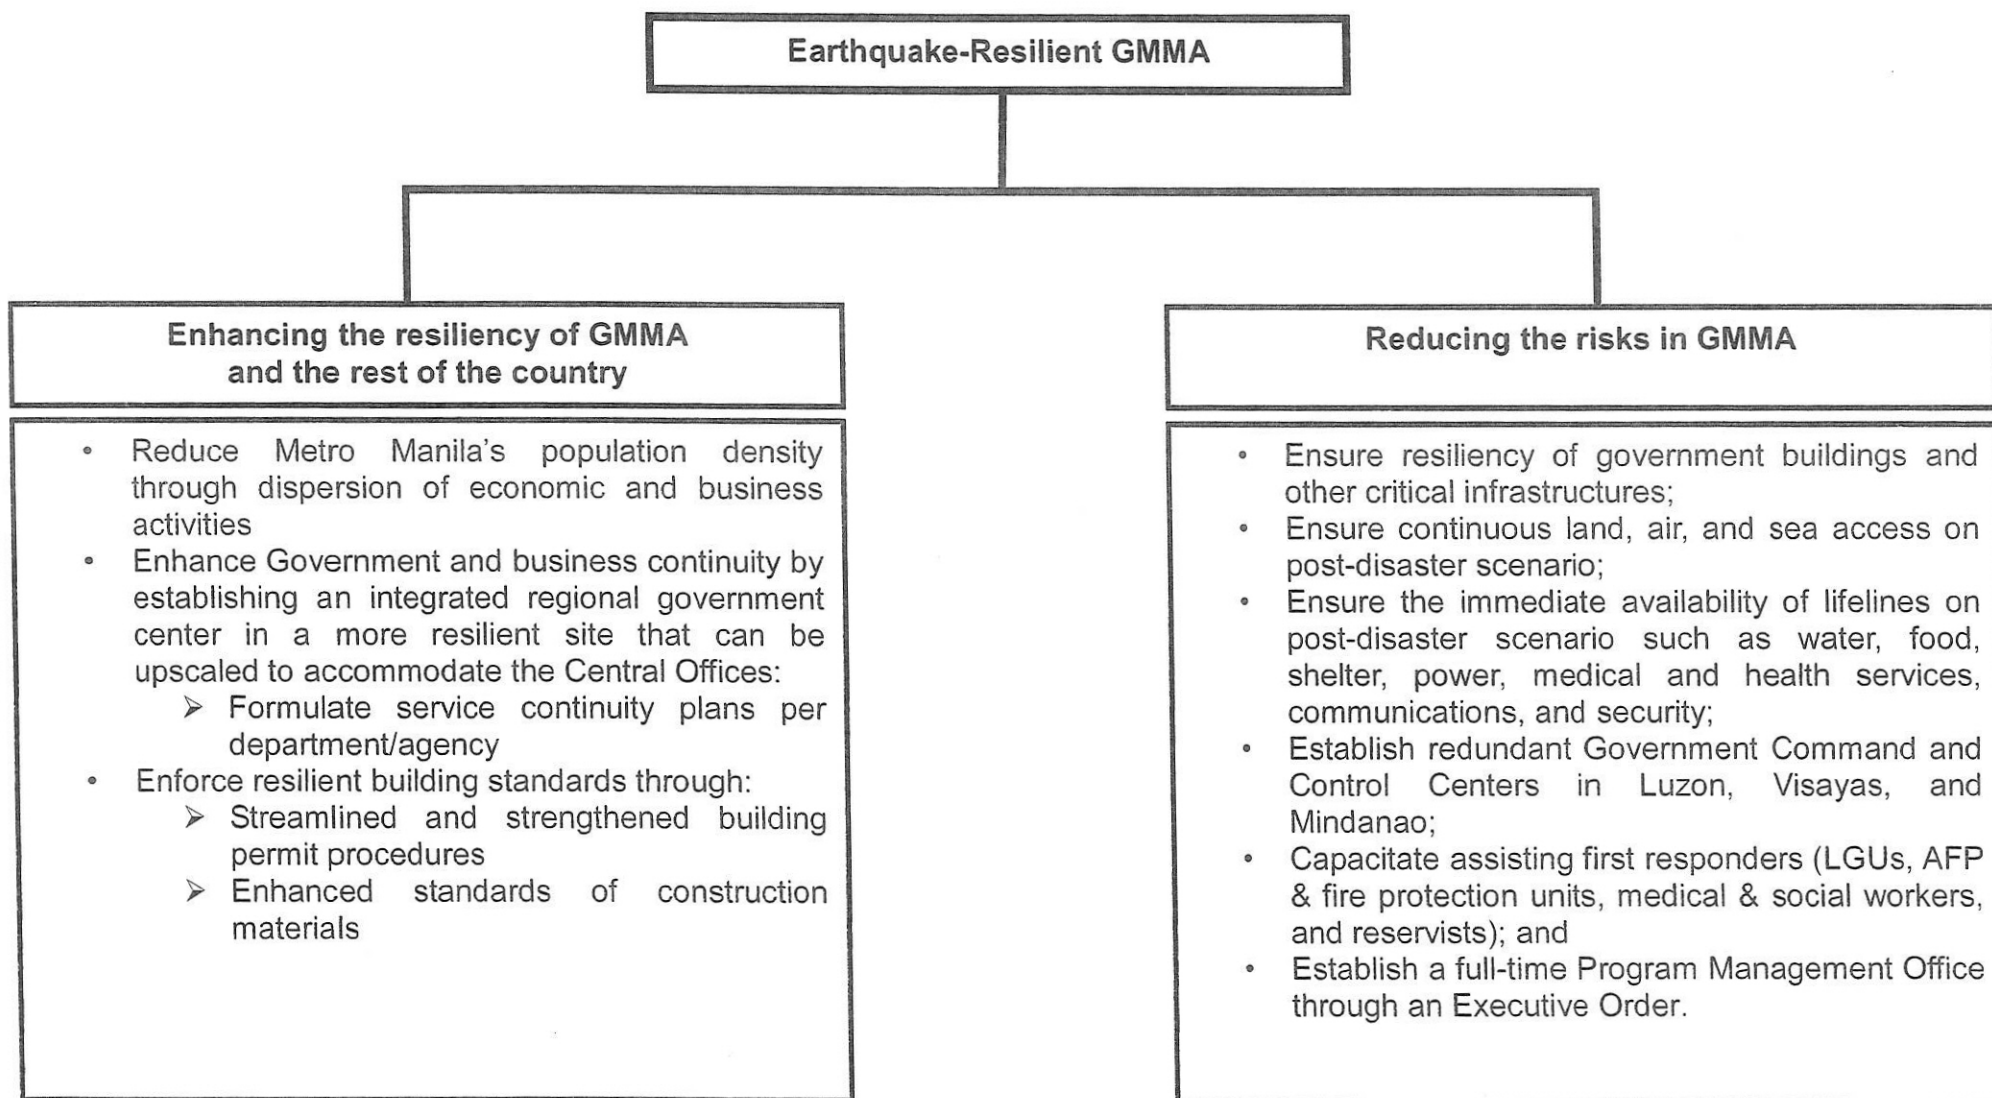 Earthquake-Resilient GMMA
Enhancing the resiliency of GMMA
and the rest of the country
• Reduce Metro Manila's population density
through dispersion of economic and business
activities
• Enhance Government and business continuity by
establishing an integrated regional government
center in a more resilient site that can be
upscaled to accommodate the Central Offices:
➢ Formulate service continuity plans per
department/agency
• Enforce resilient building standards through:
➢ Streamlined and strengthened building
permit procedures
➢ Enhanced standards of construction
materials
Reducing the risks in GMMA
• Ensure resiliency of government buildings and
other critical infrastructures;
• Ensure continuous land, air, and sea access on
post-disaster scenario;
• Ensure the immediate availability of lifelines on
post-disaster scenario such as water, food,
shelter, power, medical and health services,
communications, and security;
• Establish redundant Government Command and
Control Centers in Luzon, Visayas, and
Mindanao;
• Capacitate assisting first responders (LGUs, AFP
& fire protection units, medical & social workers,
and reservists); and
• Establish a full-time Program Management Office
through an Executive Order.